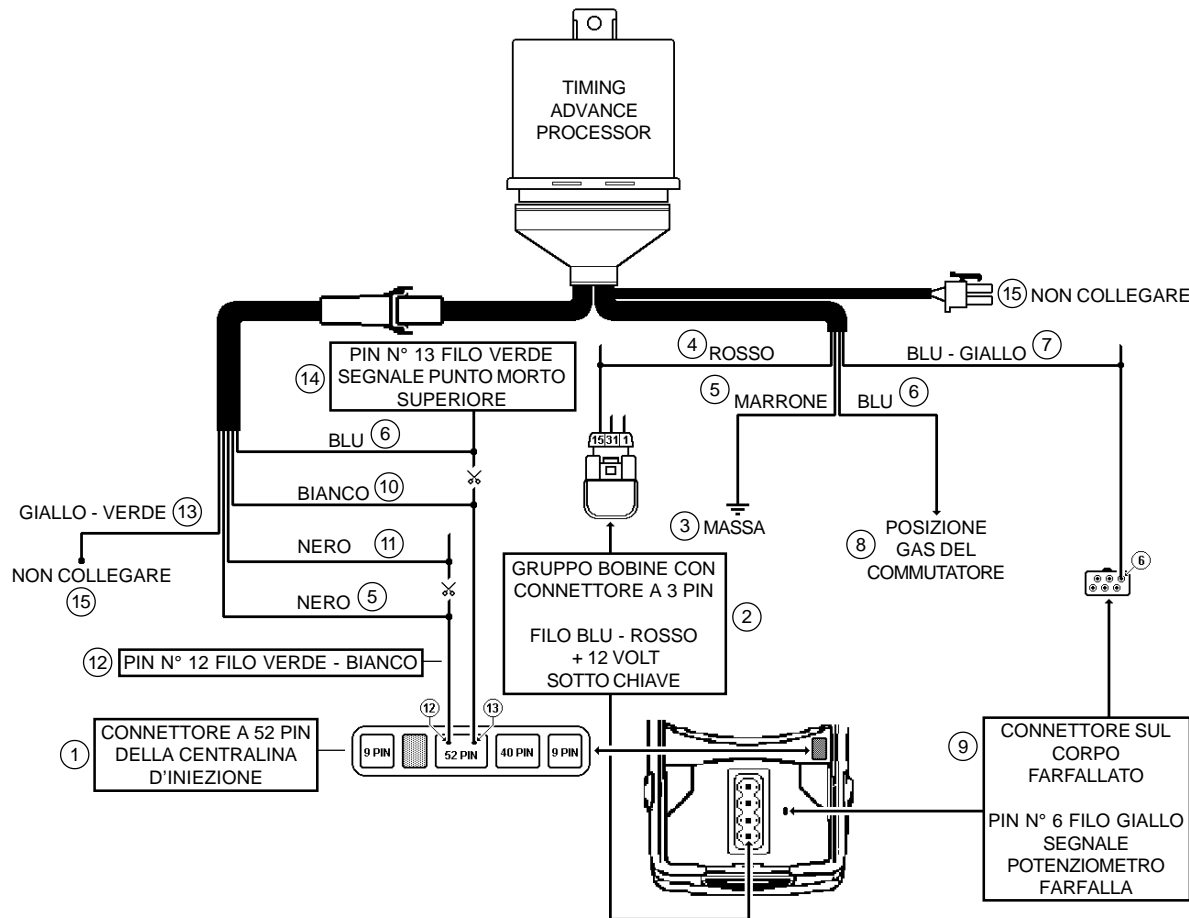 TIMING
ADVANCE
PROCESSOR
15 NON COLLEGARE
PIN N° 13 FILO VERDE
SEGNALE PUNTO MORTO
SUPERIORE
14
4 ROSSO
BLU - GIALLO 7
5 MARRONE
BLU 6
BLU 6
15 31 1
BIANCO 10
GIALLO - VERDE 13
3 MASSA
8 POSIZIONE
GAS DEL
COMMUTATORE
NERO 11
NON COLLEGARE
15
6
NERO 5
GRUPPO BOBINE CON
CONNETTORE A 3 PIN
FILO BLU - ROSSO
+ 12 VOLT
SOTTO CHIAVE
2
12 PIN N° 12 FILO VERDE - BIANCO
1
CONNETTORE A 52 PIN
DELLA CENTRALINA
D'INIEZIONE
12
13
9 PIN
52 PIN
40 PIN
9 PIN
9
CONNETTORE SUL
CORPO
FARFALLATO
PIN N° 6 FILO GIALLO
SEGNALE
POTENZIOMETRO
FARFALLA